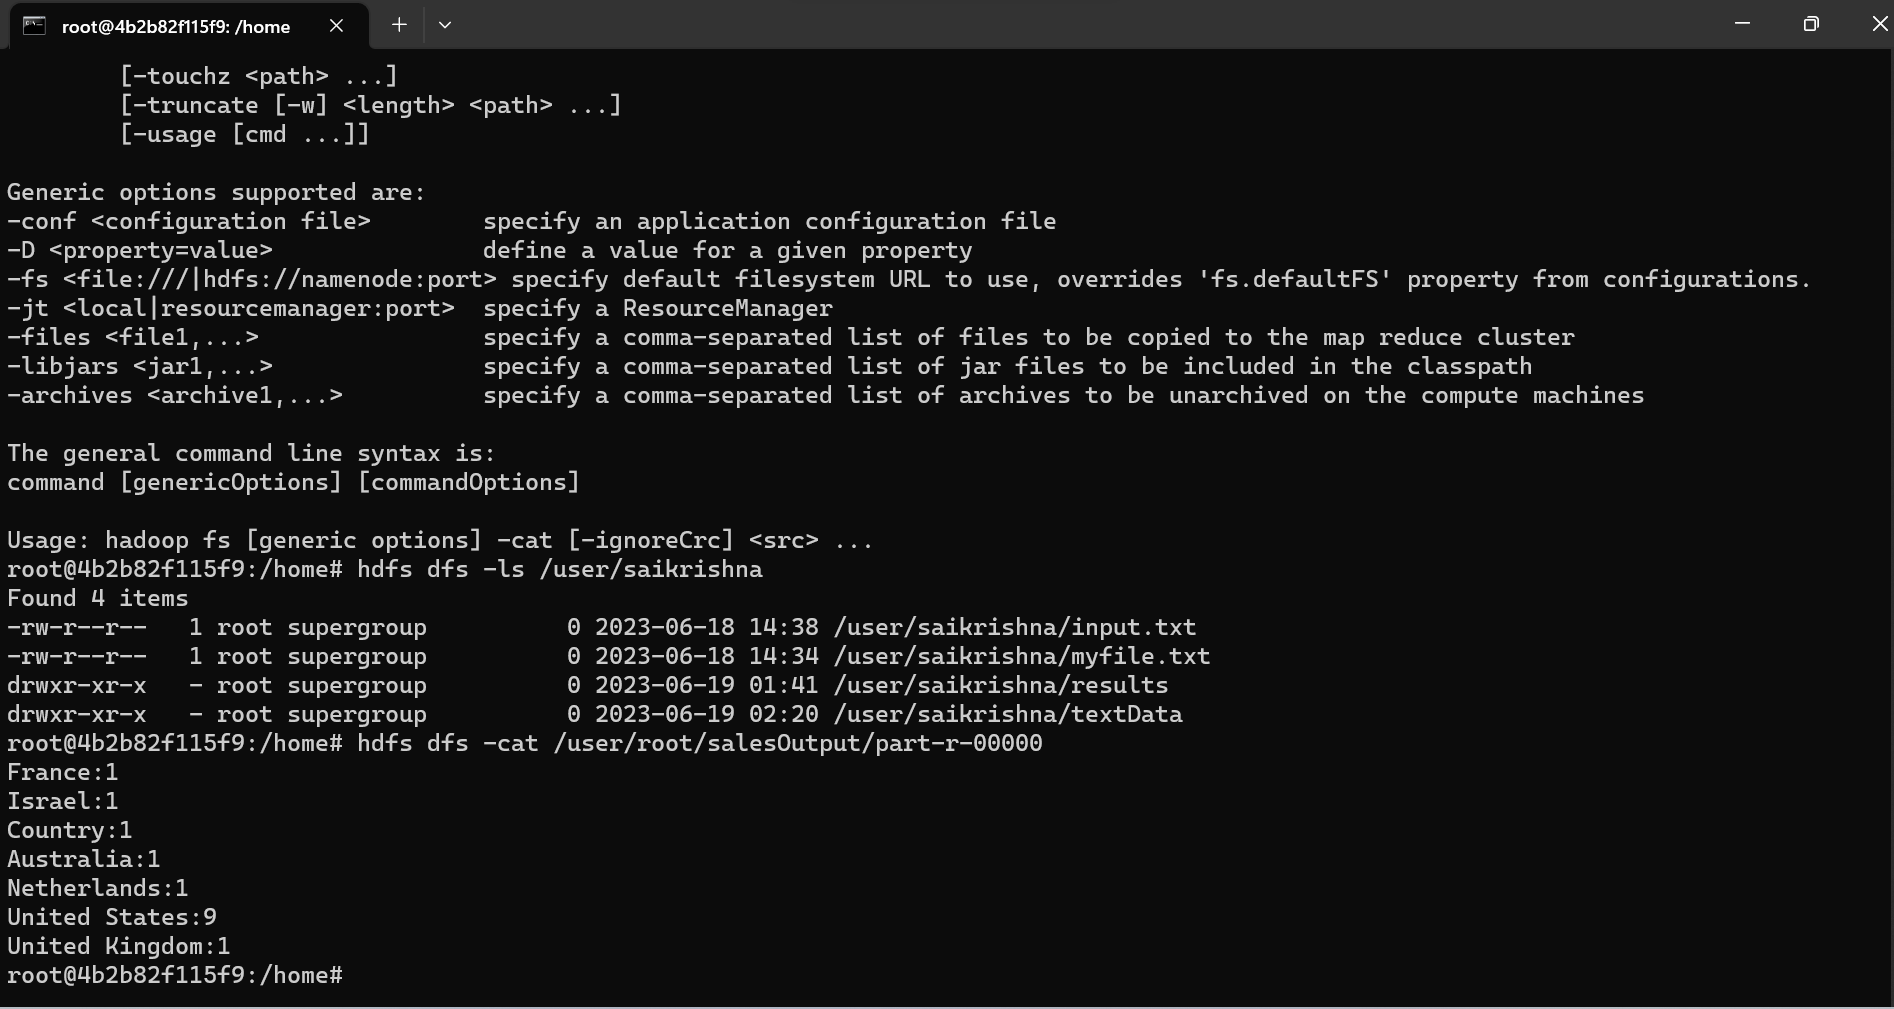 root@4b2b82f115f9: /home
[-touchz <path> ...]
[-truncate [-w] <length> <path> ...]
[-usage [cmd ...]]
Generic options supported are:
-conf <configuration file>        specify an application configuration file
-D <property=value>               define a value for a given property
-fs <file:///|hdfs://namenode:port> specify default filesystem URL to use, overrides 'fs.defaultFS' property from configurations.
-jt <local|resourcemanager:port>  specify a ResourceManager
-files <file1,...>                specify a comma-separated list of files to be copied to the map reduce cluster
-libjars <jar1,...>               specify a comma-separated list of jar files to be included in the classpath
-archives <archive1,...>          specify a comma-separated list of archives to be unarchived on the compute machines
The general command line syntax is:
command [genericOptions] [commandOptions]
Usage: hadoop fs [generic options] -cat [-ignoreCrc] <src> ...
root@4b2b82f115f9:/home# hdfs dfs -ls /user/saikrishna
Found 4 items
-rw-r--r--   1 root supergroup          0 2023-06-18 14:38 /user/saikrishna/input.txt
-rw-r--r--   1 root supergroup          0 2023-06-18 14:34 /user/saikrishna/myfile.txt
drwxr-xr-x   - root supergroup          0 2023-06-19 01:41 /user/saikrishna/results
drwxr-xr-x   - root supergroup          0 2023-06-19 02:20 /user/saikrishna/textData
root@4b2b82f115f9:/home# hdfs dfs -cat /user/root/salesOutput/part-r-00000
France:1
Israel:1
Country:1
Australia:1
Netherlands:1
United States:9
United Kingdom:1
root@4b2b82f115f9:/home#